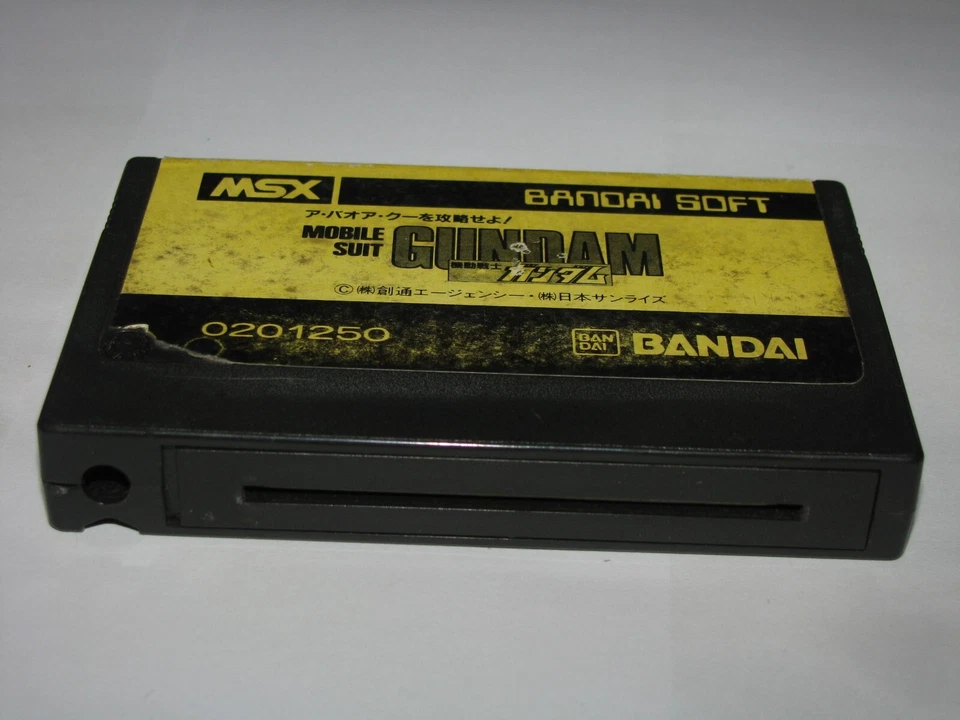 MSX BANDAI SOFT
ア・バオア・クーを攻略せよ!
MOBILE SUIT GUNDAM
機動戦士 ガンダム
©(株)創通エージェンシー・(株)日本サンライズ
0201250 BAN DAI BANDAI